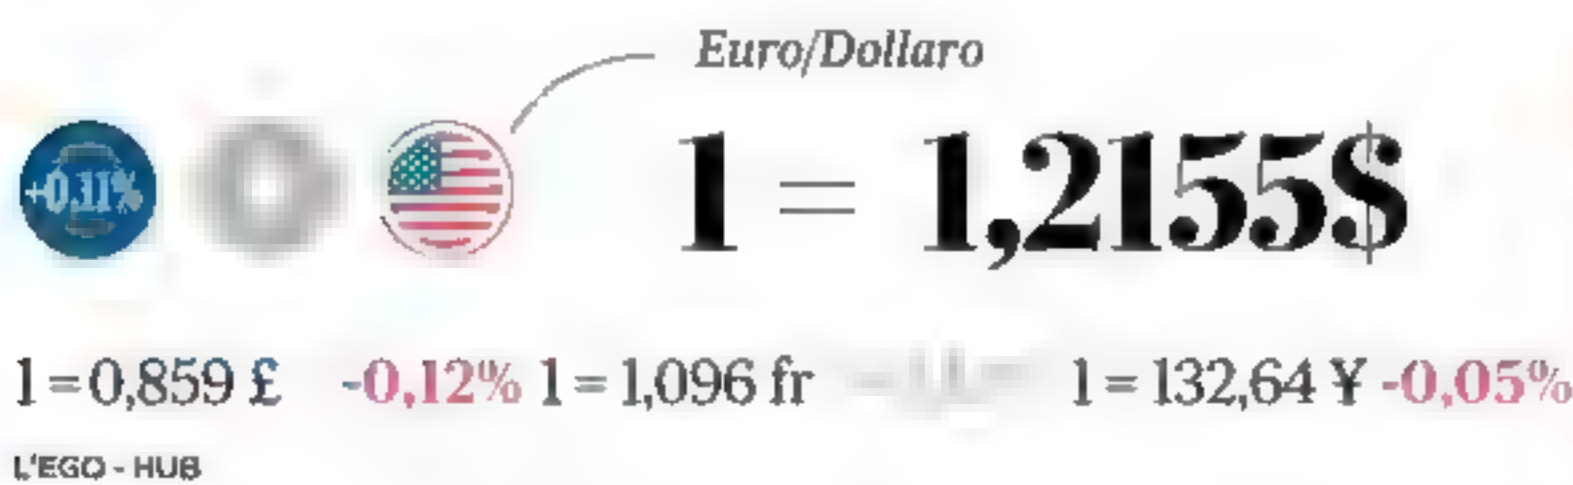 Euro/Dollaro
+0.11%
1 = 1,2155$
1 = 0,859 £ -0,12% 1 = 1,096 fr 1 = 132,64 ¥ -0,05%
L'EGO - HUB